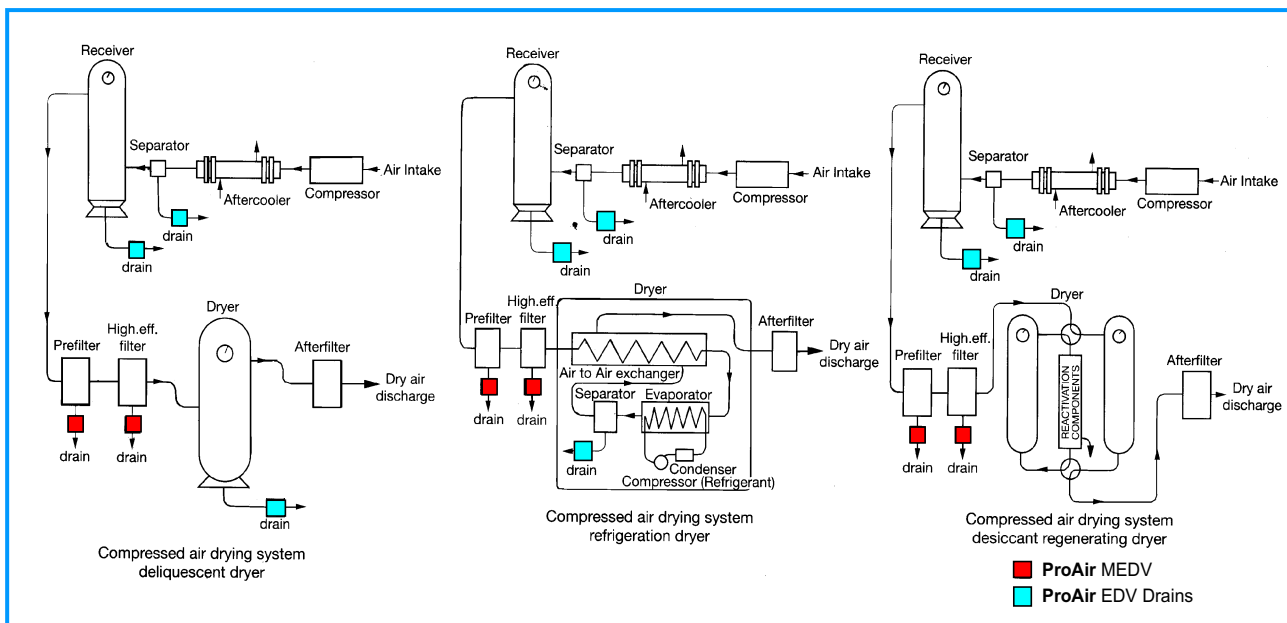 Receiver
Separator
Air Intake
Aftercooler
Compressor
drain
drain
Dryer
Prefilter
High.eff.
filter
Afterfilter
Dry air
discharge
drain
drain
drain
Compressed air drying system
deliquescent dryer
Receiver
Separator
Air Intake
Aftercooler
Compressor
drain
drain
Dryer
Prefilter
High.eff.
filter
Afterfilter
Dry air
discharge
Air to Air exchanger
Separator
Evaporator
drain
drain
drain
Condenser
Compressor (Refrigerant)
Compressed air drying system
refrigeration dryer
Receiver
Separator
Air Intake
Aftercooler
Compressor
drain
drain
Dryer
Prefilter
High.eff.
filter
REACTIVATION
COMPONENTS
Afterfilter
Dry air
discharge
drain
drain
Compressed air drying system
desiccant regenerating dryer
ProAir MEDV
ProAir EDV Drains